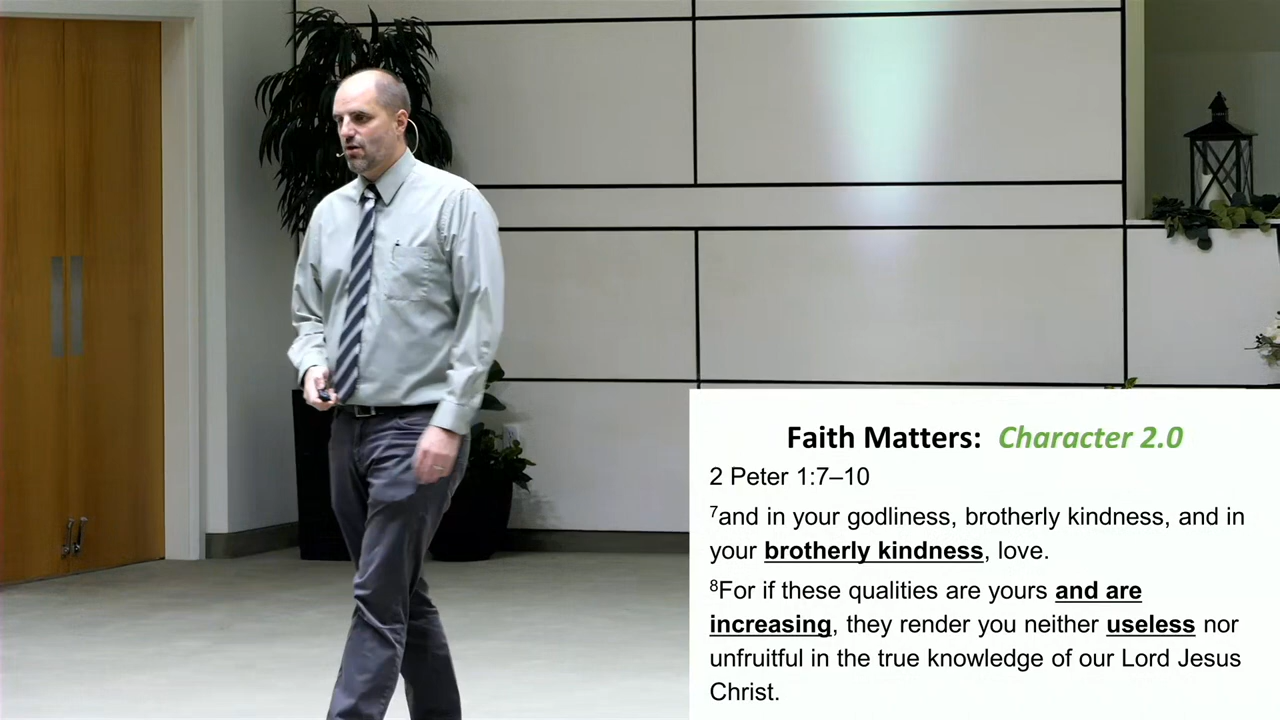 Faith Matters: Character 2.0
2 Peter 1:7–10
⁷and in your godliness, brotherly kindness, and in
your brotherly kindness, love.
⁸For if these qualities are yours and are
increasing, they render you neither useless nor
unfruitful in the true knowledge of our Lord Jesus
Christ.